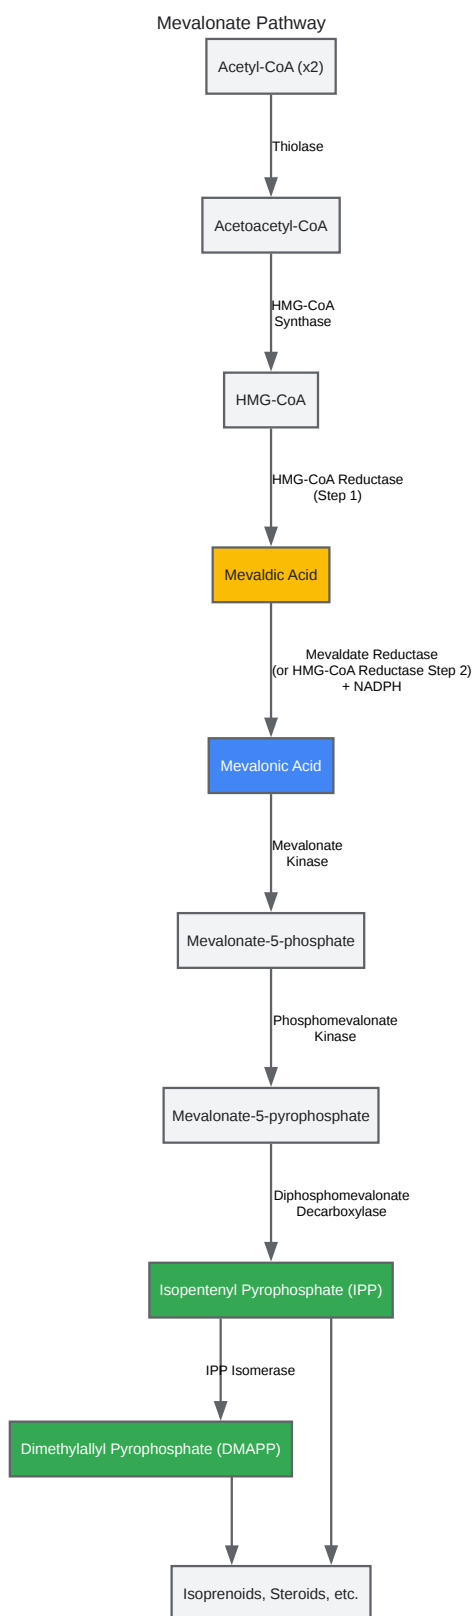 Mevalonate Pathway
Acetyl-CoA (x2)
Thiolase
Acetoacetyl-CoA
HMG-CoA
Synthase
HMG-CoA
HMG-CoA Reductase
(Step 1)
Mevaldic Acid
Mevaldate Reductase
(or HMG-CoA Reductase Step 2)
+ NADPH
Mevalonic Acid
Mevalonate
Kinase
Mevalonate-5-phosphate
Phosphomevalonate
Kinase
Mevalonate-5-pyrophosphate
Diphosphomevalonate
Decarboxylase
Isopentenyl Pyrophosphate (IPP)
IPP Isomerase
Dimethylallyl Pyrophosphate (DMAPP)
Isoprenoids, Steroids, etc.